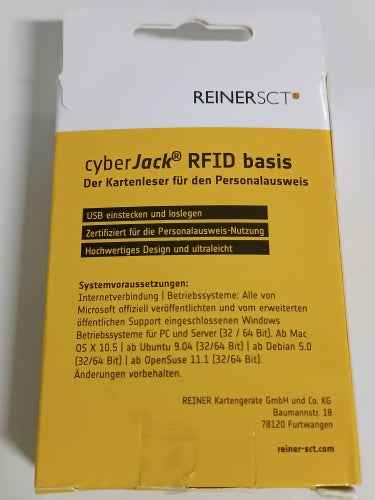 REINERSCT
cyberJack® RFID basis
Der Kartenleser für den Personalausweis
USB einstecken und loslegen
Zertifiziert für die Personalausweis-Nutzung
Hochwertiges Design und ultraleicht
Systemvoraussetzungen:
Internetverbindung | Betriebssysteme: Alle von
Microsoft offiziell veröffentlichten und vom erweiterten
öffentlichen Support eingeschlossenen Windows
Betriebssysteme für PC und Server (32 / 64 Bit). Ab Mac
OS X 10.5 | ab Ubuntu 9.04 (32/64 Bit) | ab Debian 5.0
(32/64 Bit) | ab OpenSuse 11.1 (32/64 Bit).
Änderungen vorbehalten.
REINER Kartengeräte GmbH und Co. KG
Baumannstr. 18
78120 Furtwangen
reiner-sct.com